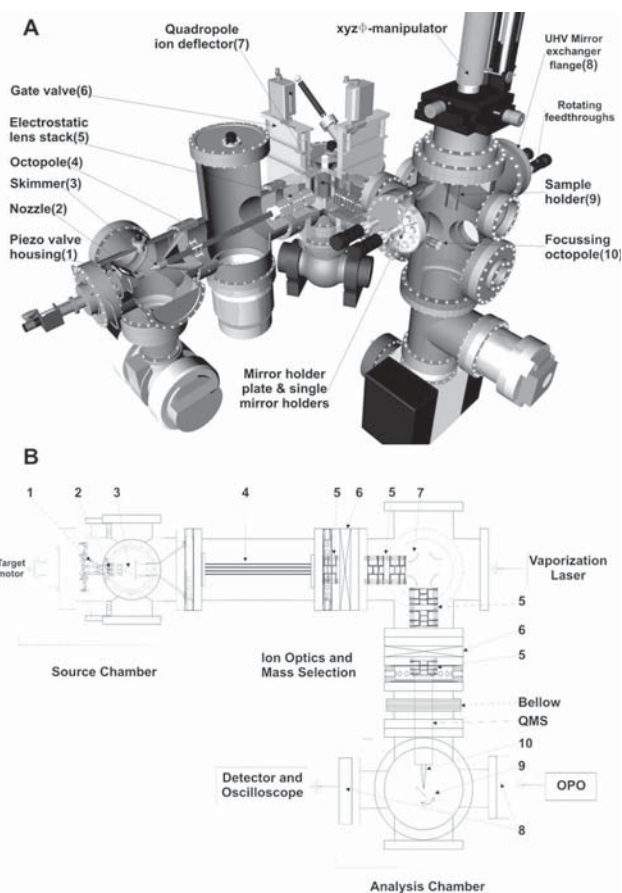 A
Quadropole
ion deflector(7)
xyzΦ-manipulator
UHV Mirror
exchanger
flange(8)
Gate valve(6)
Rotating
feedthroughs
Electrostatic
lens stack(5)
Octopole(4)
Skimmer(3)
Nozzle(2)
Piezo valve
housing(1)
Sample
holder(9)
Focussing
octopole(10)
Mirror holder
plate & single
mirror holders
B
1 2 3 4 5 6 5 7
Target
motor
Vaporization
Laser
5
6
5
Source Chamber
Ion Optics and
Mass Selection
Bellow
QMS
10
9
Detector and
Oscilloscope
OPO
8
Analysis Chamber